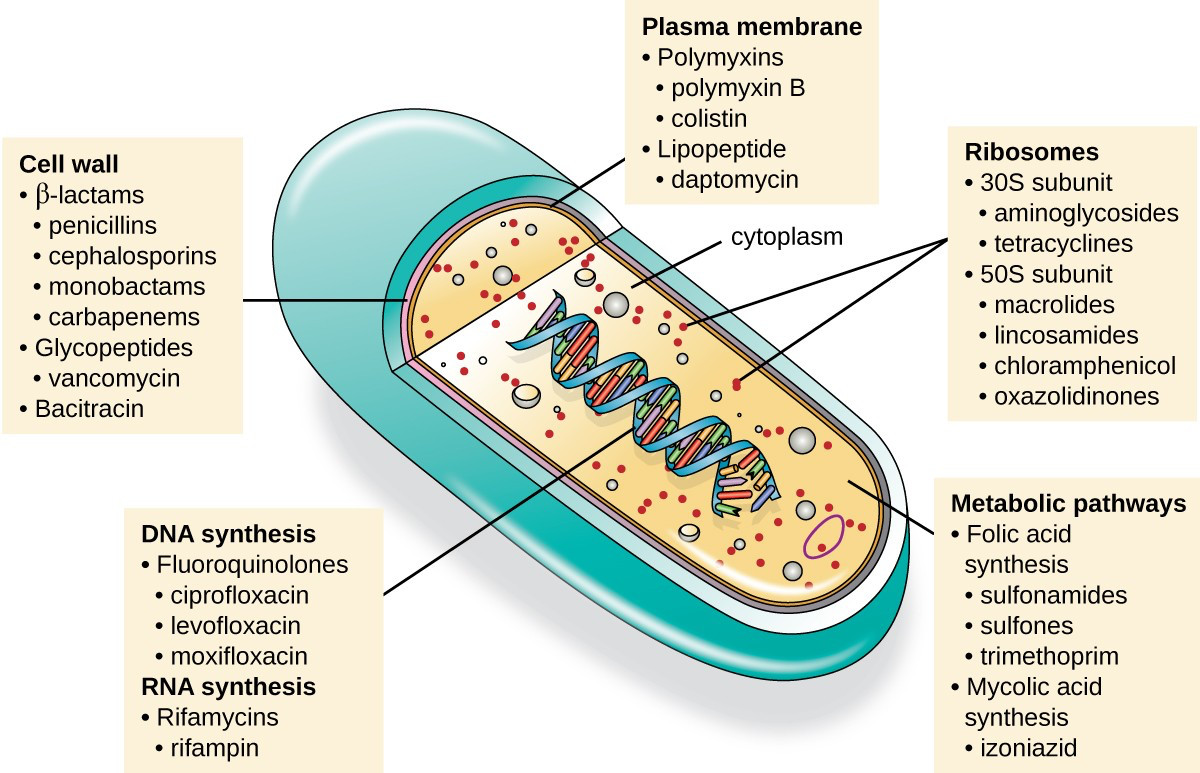 Plasma membrane
• Polymyxins
• polymyxin B
• colistin
• Lipopeptide
• daptomycin
Cell wall
• β-lactams
• penicillins
• cephalosporins
• monobactams
• carbapenems
• Glycopeptides
• vancomycin
• Bacitracin
Ribosomes
• 30S subunit
• aminoglycosides
• tetracyclines
• 50S subunit
• macrolides
• lincosamides
• chloramphenicol
• oxazolidinones
cytoplasm
DNA synthesis
• Fluoroquinolones
• ciprofloxacin
• levofloxacin
• moxifloxacin
RNA synthesis
• Rifamycins
• rifampin
Metabolic pathways
• Folic acid
synthesis
• sulfonamides
• sulfones
• trimethoprim
• Mycolic acid
synthesis
• izoniazid